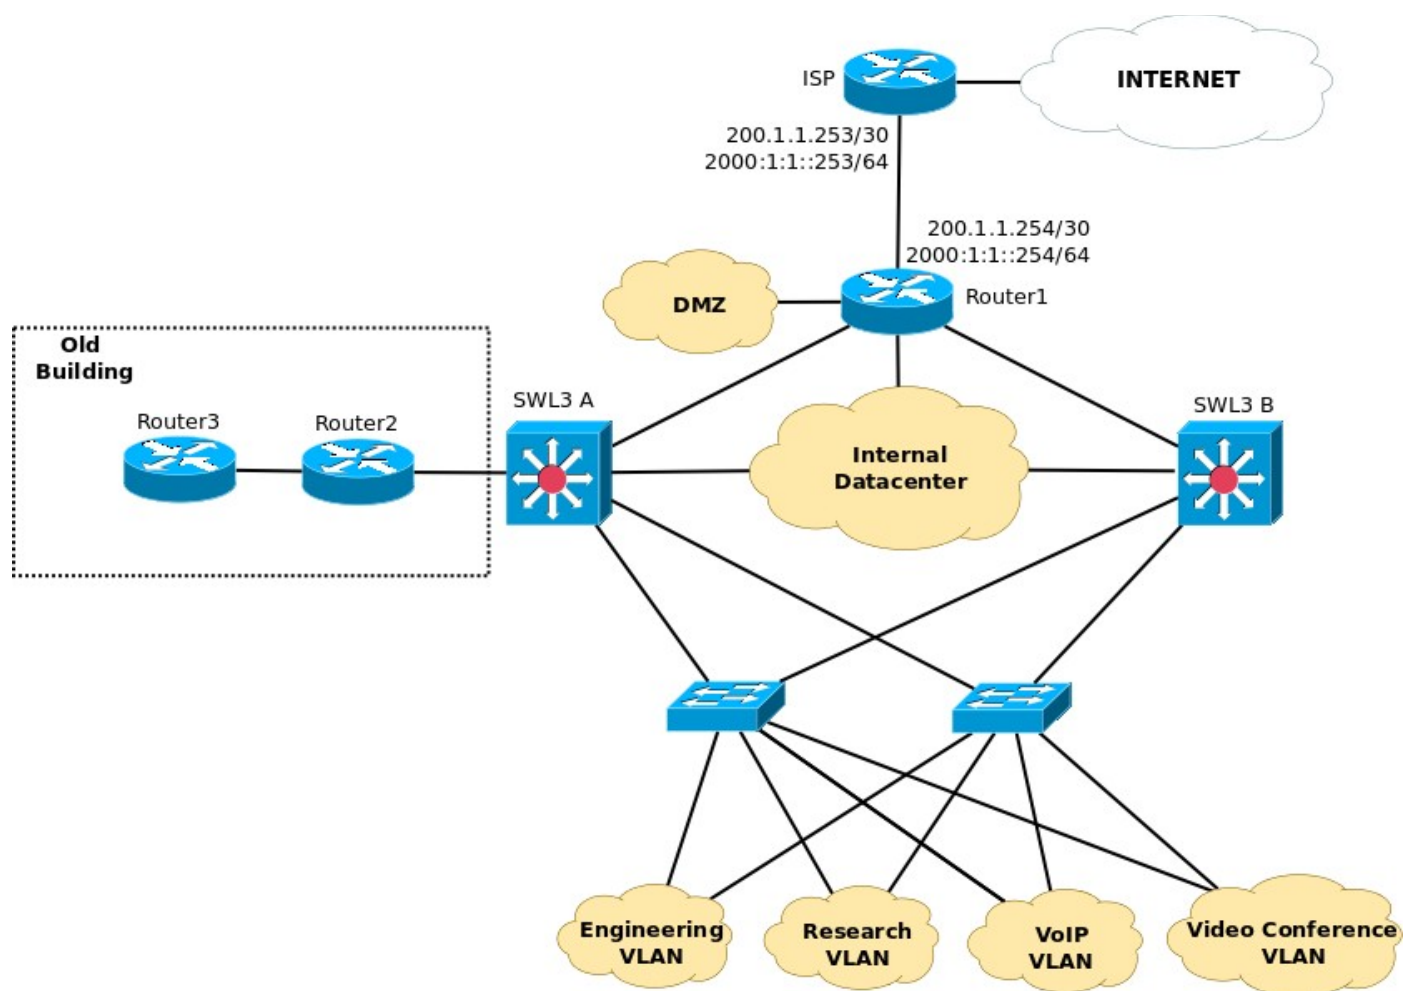 ISP
INTERNET
200.1.1.253/30
2000:1:1::253/64
200.1.1.254/30
2000:1:1::254/64
Router1
DMZ
Old
Building
Router3
Router2
SWL3 A
SWL3 B
Internal
Datacenter
Engineering
VLAN
Research
VLAN
VoIP
VLAN
Video Conference
VLAN